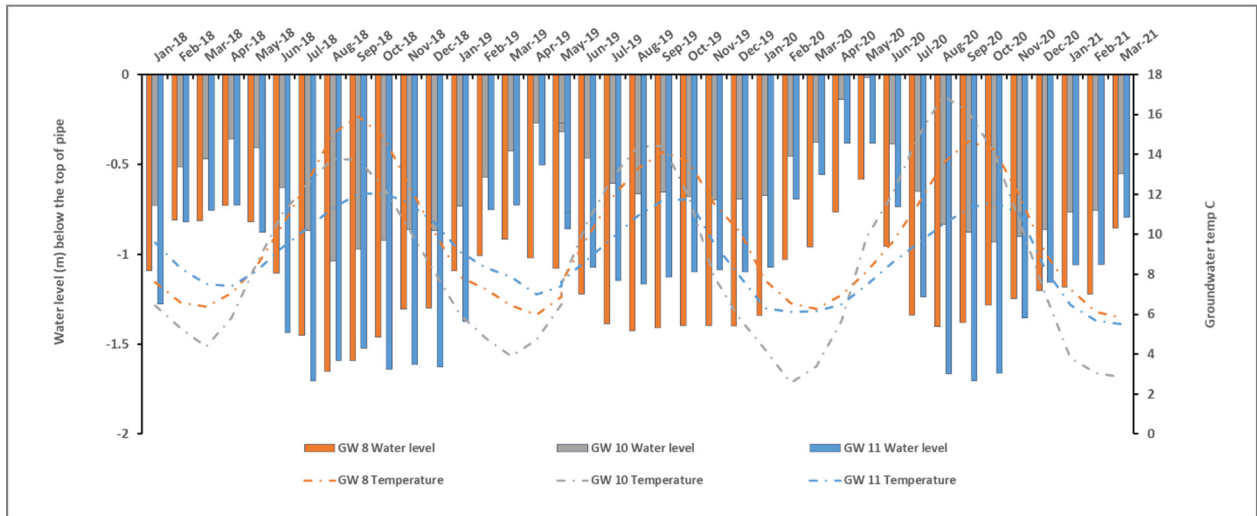 Jan-18
Feb-18
Mar-18
Apr-18
May-18
Jun-18
Jul-18
Aug-18
Sep-18
Oct-18
Nov-18
Dec-18
Jan-19
Feb-19
Mar-19
Apr-19
May-19
Jun-19
Jul-19
Aug-19
Sep-19
Oct-19
Nov-19
Dec-19
Jan-20
Feb-20
Mar-20
Apr-20
May-20
Jun-20
Jul-20
Aug-20
Sep-20
Oct-20
Nov-20
Dec-20
Jan-21
Feb-21
Mar-21
Water level (m) below the top of pipe
0
-0.5
-1
-1.5
-2
18
16
14
12
10
8
6
4
2
0
Groundwater temp C
GW 8 Water level GW 10 Water level GW 11 Water level
GW 8 Temperature GW 10 Temperature GW 11 Temperature